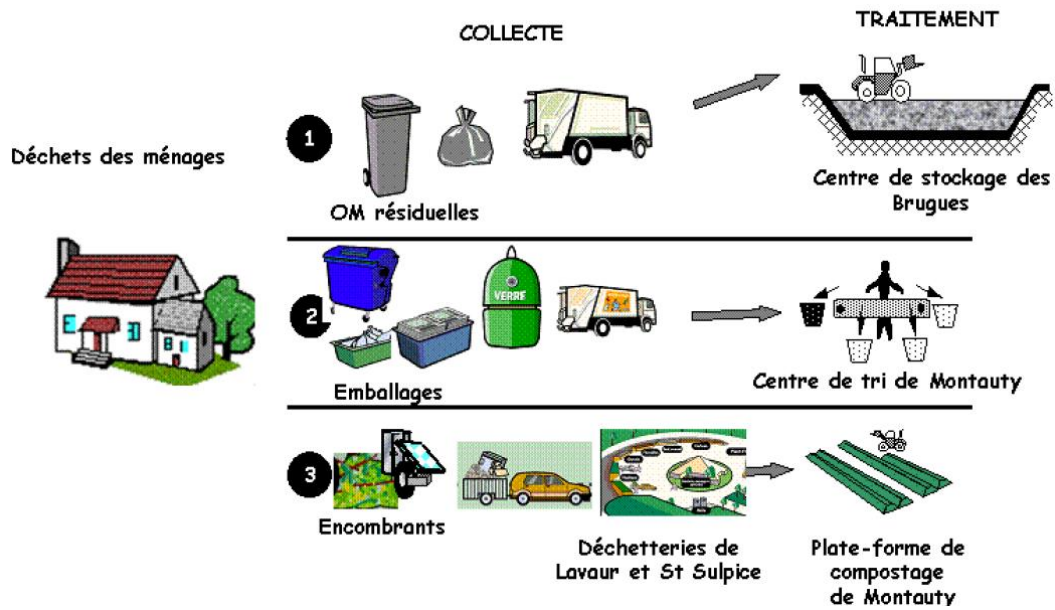 COLLECTE
TRAITEMENT
Déchets des ménages
1
OM résiduelles
Centre de stockage des
Brugues
2
VERRE
Emballages
Centre de tri de Montauty
3
Encombrants
Déchetteries de
Lavaur et St Sulpice
Plate-forme de
compostage
de Montauty